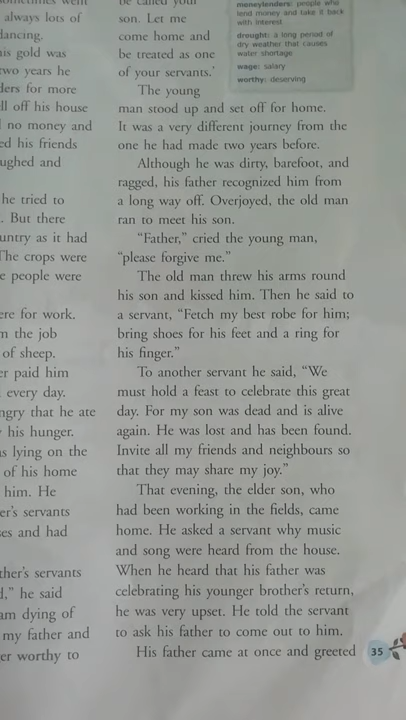 always lots of
dancing.
his gold was
two years he
ders for more
ll off his house
no money and
ed his friends
ughed and
he tried to
. But there
untry as it had
The crops were
e people were
ere for work.
n the job
of sheep.
er paid him
every day.
ngry that he ate
his hunger.
as lying on the
of his home
him. He
er's servants
ses and had
ther's servants
d," he said
am dying of
my father and
er worthy to
be called your
son. Let me
come home and
be treated as one
of your servants.'
The young
man stood up and set off for home.
It was a very different journey from the
one he had made two years before.
Although he was dirty, barefoot, and
ragged, his father recognized him from
a long way off. Overjoyed, the old man
ran to meet his son.
"Father," cried the young man,
"please forgive me."
The old man threw his arms round
his son and kissed him. Then he said to
a servant, "Fetch my best robe for him;
bring shoes for his feet and a ring for
his finger."
To another servant he said, "We
must hold a feast to celebrate this great
day. For my son was dead and is alive
again. He was lost and has been found.
Invite all my friends and neighbours so
that they may share my joy."
That evening, the elder son, who
had been working in the fields, came
home. He asked a servant why music
and song were heard from the house.
When he heard that his father was
celebrating his younger brother's return,
he was very upset. He told the servant
to ask his father to come out to him.
His father came at once and greeted
moneylenders: people who
lend money and take it back
with interest
drought: a long period of
dry weather that causes
water shortage
wage: salary
worthy: deserving
35